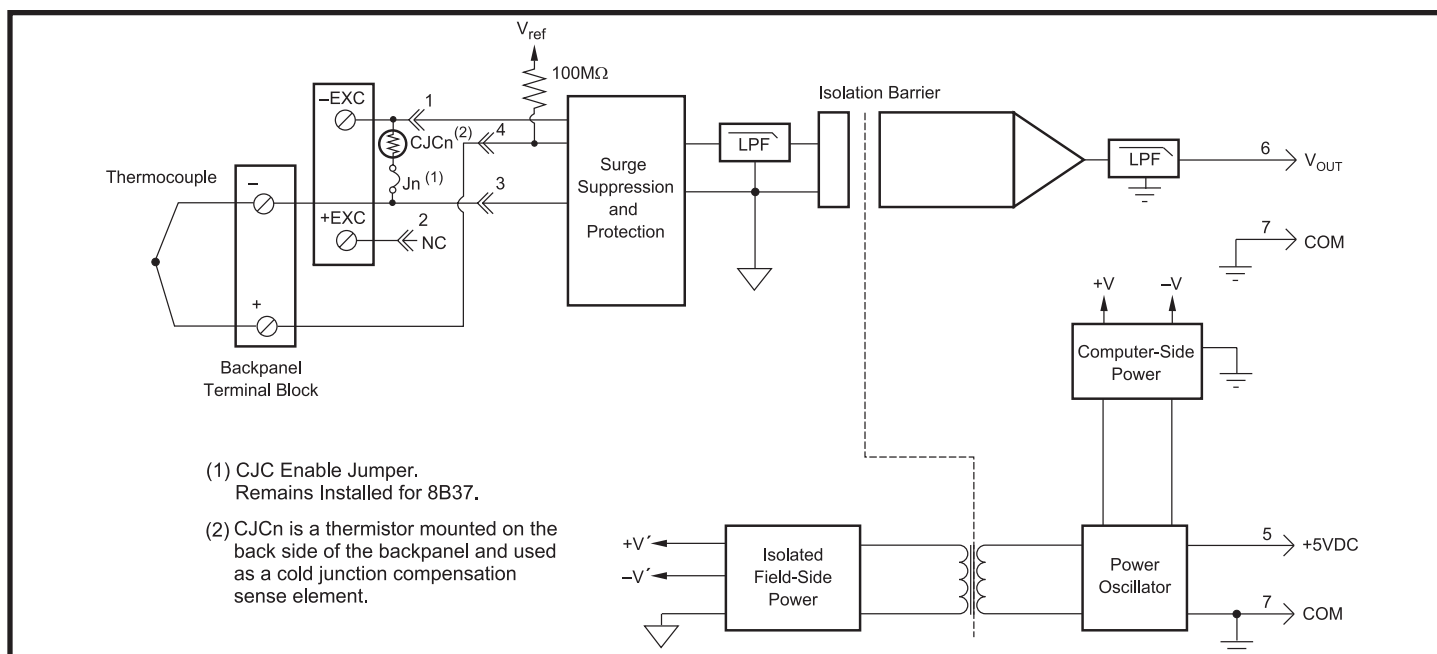 V_ref
100MΩ
Isolation Barrier
–EXC
1
CJCn (2)
4
Jn (1)
3
+EXC
2
NC
Thermocouple
–
+
Backpanel
Terminal Block
Surge
Suppression
and
Protection
LPF
LPF
6
V_OUT
7
COM
+V
–V
Computer-Side
Power
(1) CJC Enable Jumper.
Remains Installed for 8B37.
(2) CJCn is a thermistor mounted on the
back side of the backpanel and used
as a cold junction compensation
sense element.
+V´
–V´
Isolated
Field-Side
Power
Power
Oscillator
5
+5VDC
7
COM